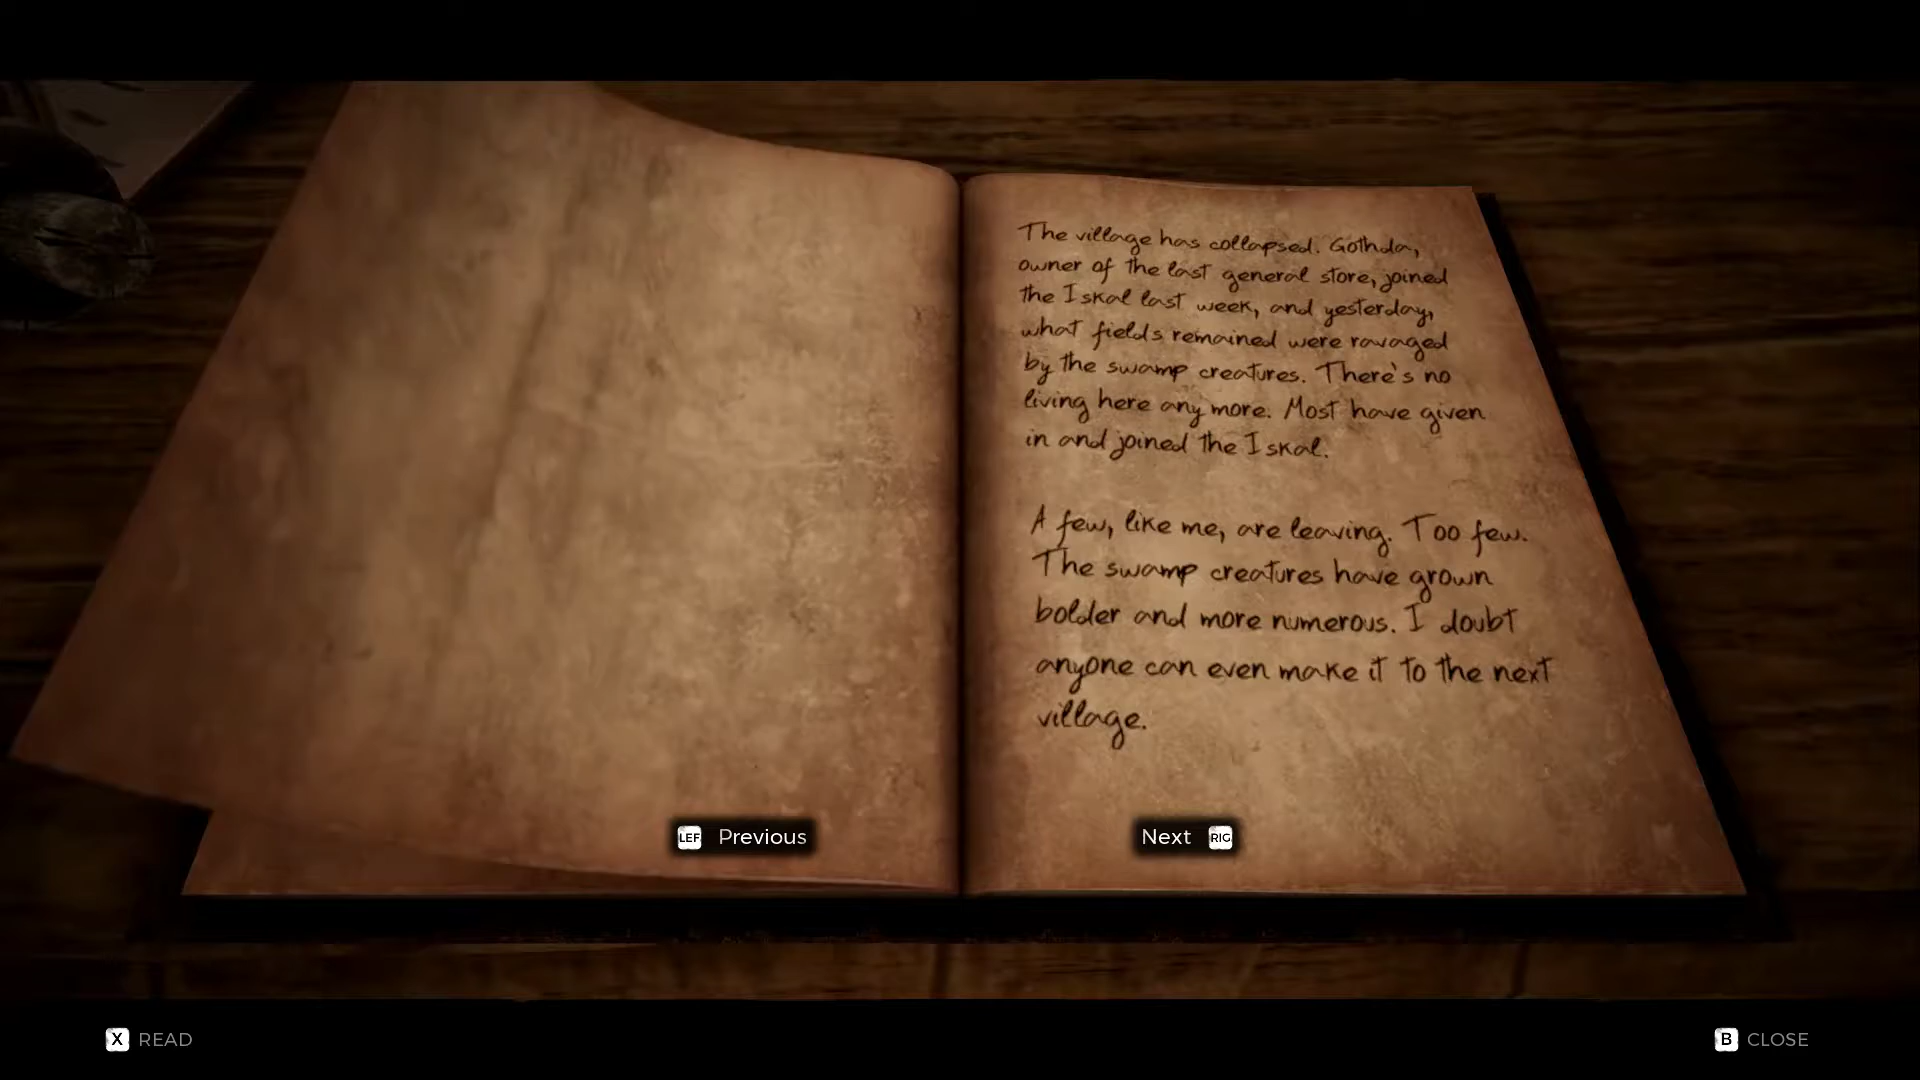 The village has collapsed. Gothda,
owner of the last general store, joined
the Iskal last week, and yesterday,
what fields remained were ravaged
by the swamp creatures. There's no
living here any more. Most have given
in and joined the Iskal.
A few, like me, are leaving. Too few.
The swamp creatures have grown
bolder and more numerous. I doubt
anyone can even make it to the next
village.
LEF Previous
Next RIG
X READ
B CLOSE